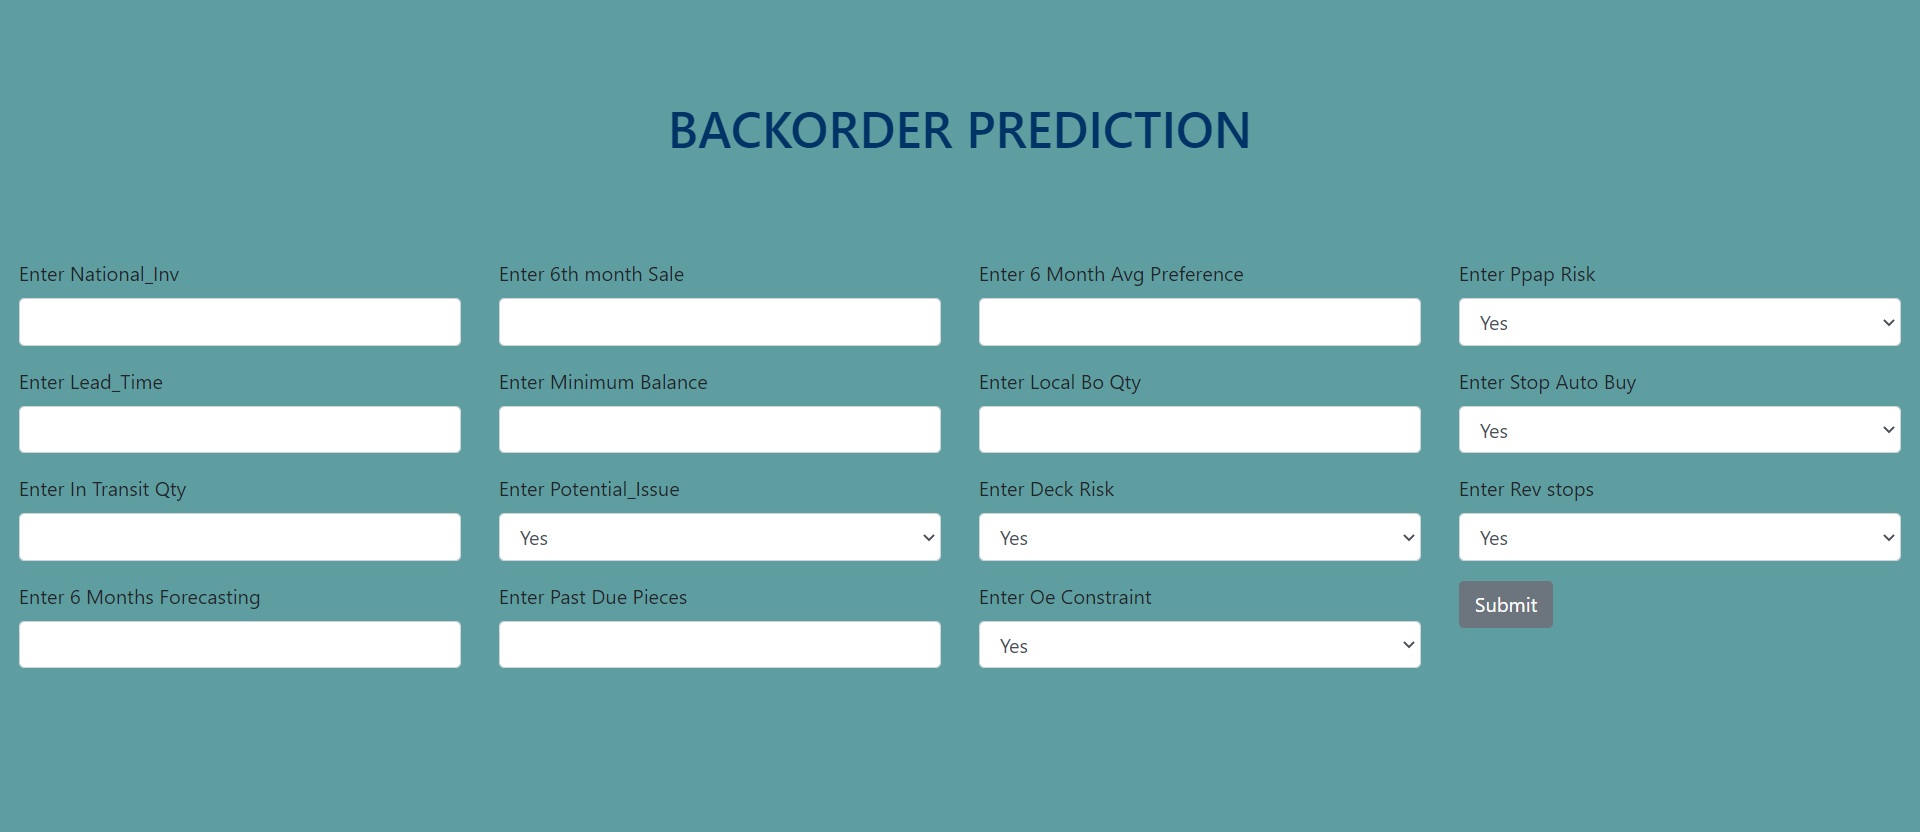 BACKORDER PREDICTION
Enter National_Inv
Enter 6th month Sale
Enter 6 Month Avg Preference
Enter Ppap Risk
Yes
Enter Lead_Time
Enter Minimum Balance
Enter Local Bo Qty
Enter Stop Auto Buy
Yes
Enter In Transit Qty
Enter Potential_Issue
Enter Deck Risk
Enter Rev stops
Yes
Yes
Yes
Enter 6 Months Forecasting
Enter Past Due Pieces
Enter Oe Constraint
Submit
Yes